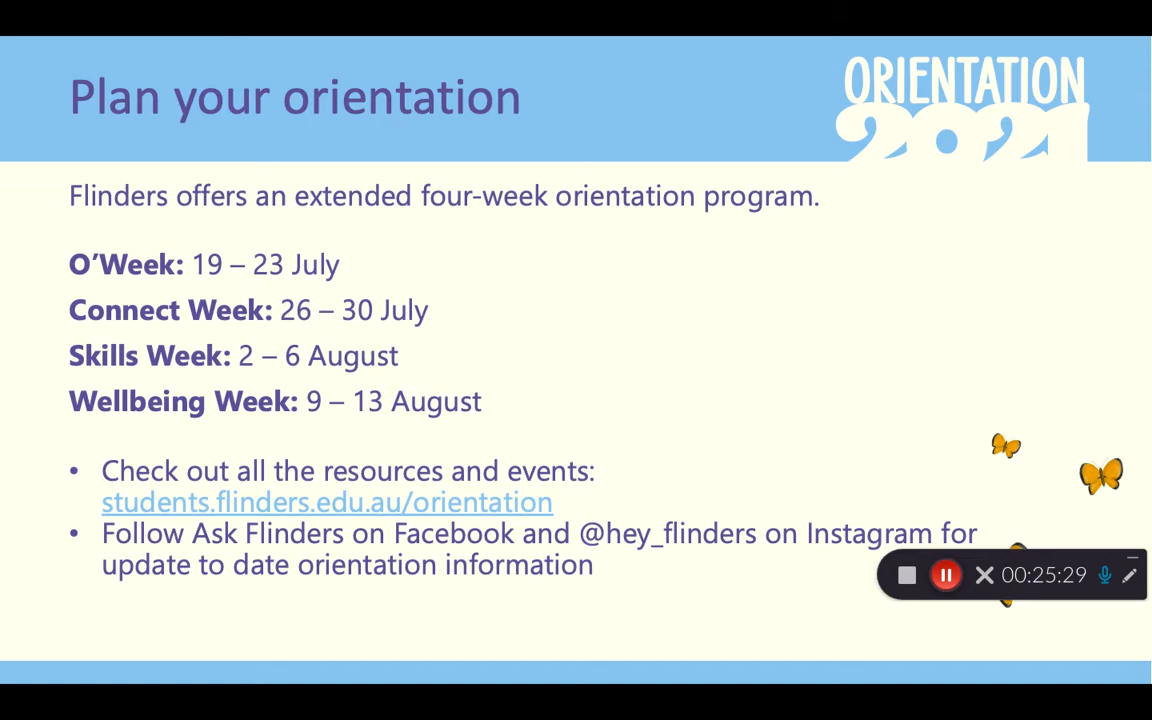 Plan your orientation
ORIENTATION
2021
Flinders offers an extended four-week orientation program.
O’Week: 19 – 23 July
Connect Week: 26 – 30 July
Skills Week: 2 – 6 August
Wellbeing Week: 9 – 13 August
• Check out all the resources and events:
students.flinders.edu.au/orientation
• Follow Ask Flinders on Facebook and @hey_flinders on Instagram for
update to date orientation information
00:25:29